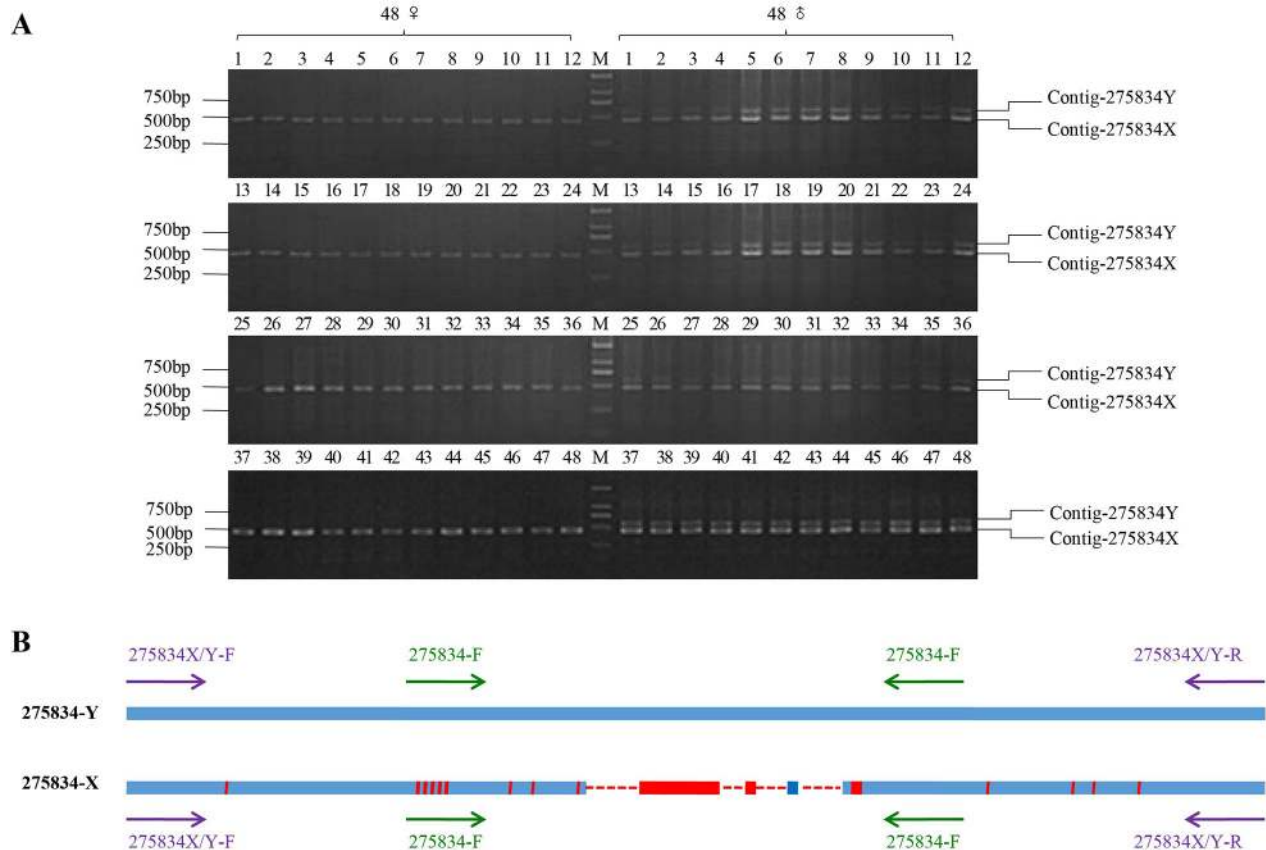 A
48 ♀ 48 ♂
1 2 3 4 5 6 7 8 9 10 11 12 M 1 2 3 4 5 6 7 8 9 10 11 12
750bp
500bp
250bp
Contig-275834Y
Contig-275834X
13 14 15 16 17 18 19 20 21 22 23 24 M 13 14 15 16 17 18 19 20 21 22 23 24
750bp
500bp
250bp
Contig-275834Y
Contig-275834X
25 26 27 28 29 30 31 32 33 34 35 36 M 25 26 27 28 29 30 31 32 33 34 35 36
750bp
500bp
250bp
Contig-275834Y
Contig-275834X
37 38 39 40 41 42 43 44 45 46 47 48 M 37 38 39 40 41 42 43 44 45 46 47 48
750bp
500bp
250bp
Contig-275834Y
Contig-275834X
B
275834X/Y-F 275834-F 275834-F 275834X/Y-R
275834-Y
275834-X
275834X/Y-F 275834-F 275834-F 275834X/Y-R